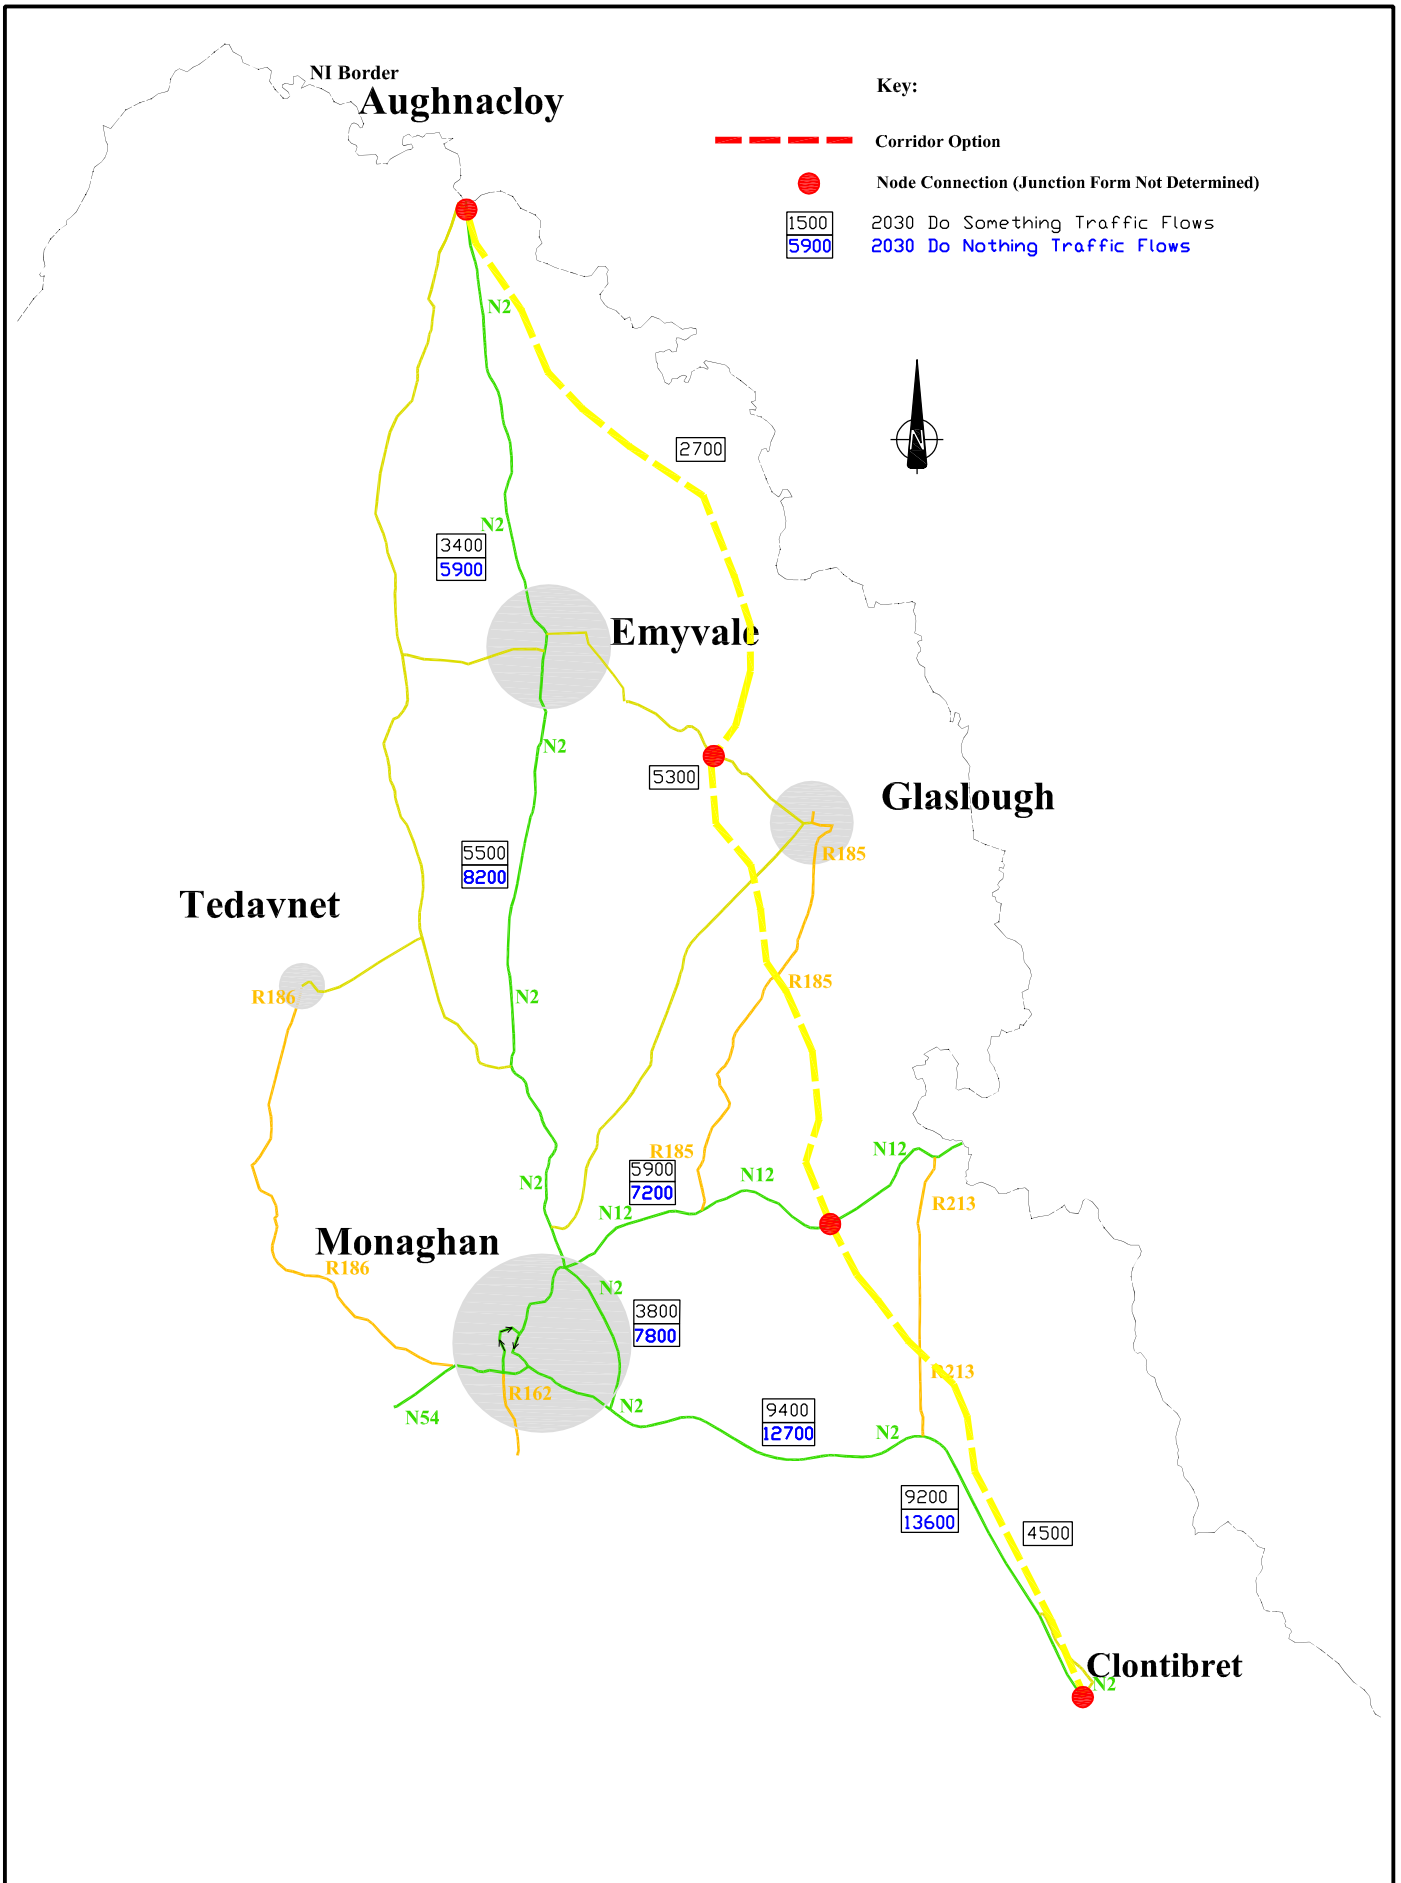 NI Border
Aughnacloy
Key:
Corridor Option
Node Connection (Junction Form Not Determined)
1500 2030 Do Something Traffic Flows
5900 2030 Do Nothing Traffic Flows
N2
N
2700
N2
3400
5900
Emyvale
N2
5300
Glaslough
5500
8200
R185
Tedavnet
R186
N2
R185
R185
N12
N12
5900
7200
N2
N12
R213
Monaghan
R186
N2
3800
7800
R213
R162
N54
N2
9400
12700
N2
9200
13600
4500
Clontibret
N2